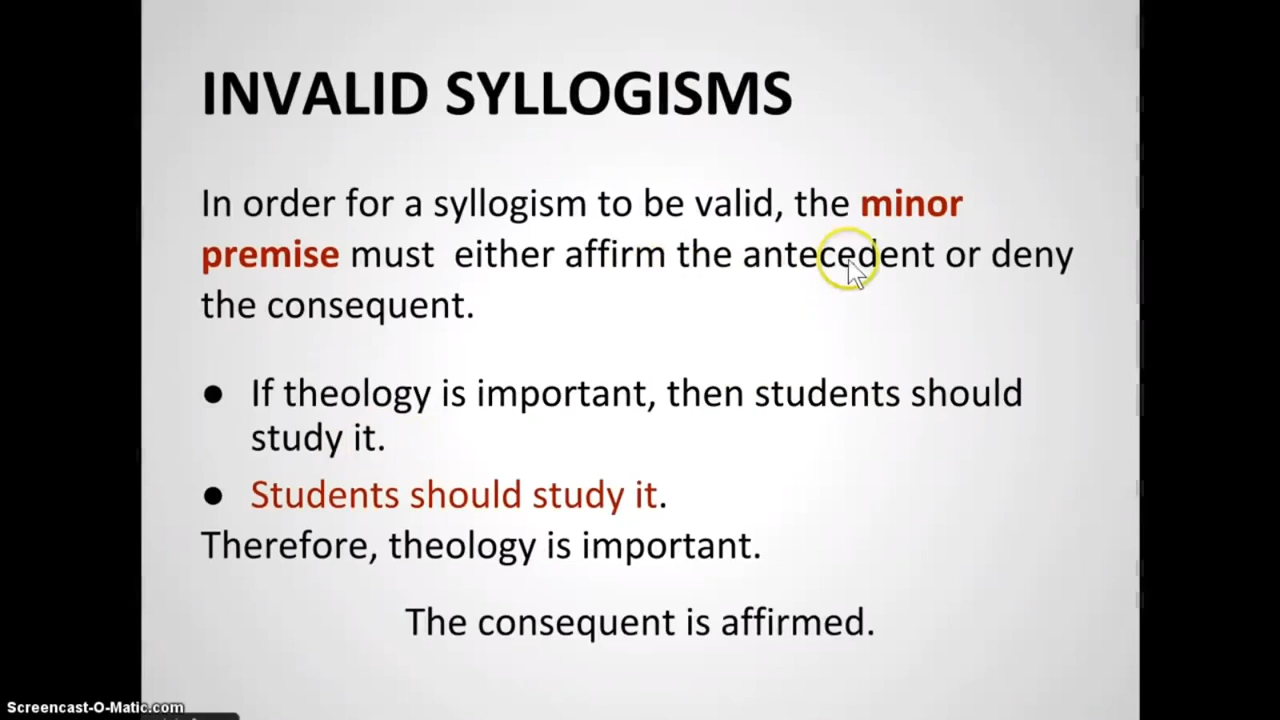 INVALID SYLLOGISMS
In order for a syllogism to be valid, the minor
premise must either affirm the antecedent or deny
the consequent.
● If theology is important, then students should
study it.
● Students should study it.
Therefore, theology is important.
The consequent is affirmed.
Screencast-O-Matic.com